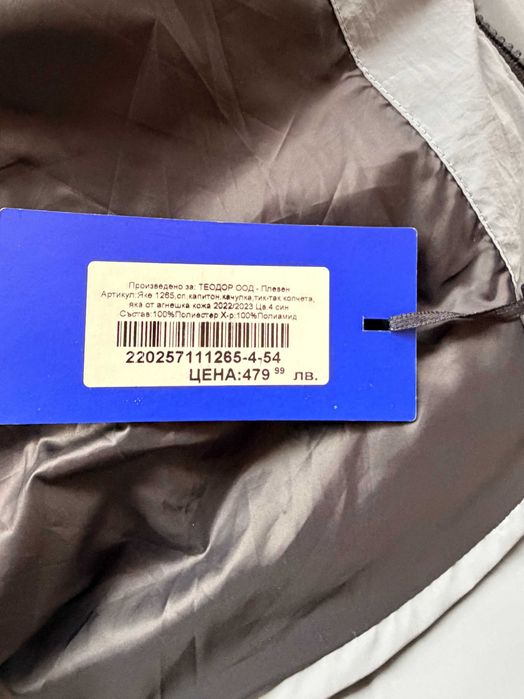 Произведено за: ТЕОДОР ООД - Плевен
Артикул:Яке 1265,сп,капитон,качулка,тик-так копчета,
яка от агнешка кожа 2022/2023 Цв.4 син
Състав:100%Полиестер Х-р:100%Полиамид
220257111265-4-54
ЦЕНА:479 99 лв.